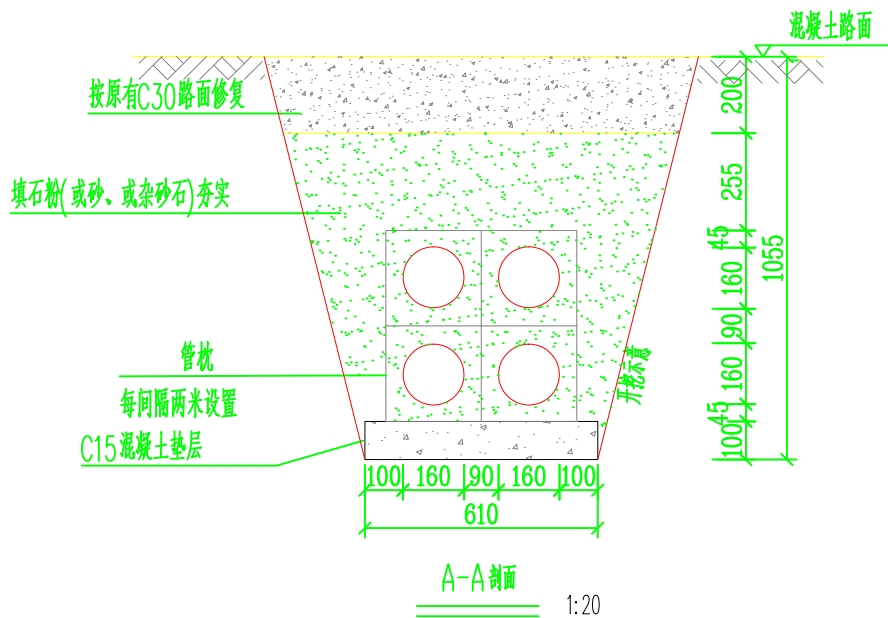 混凝土路面
按原有C30路面修复
填石粉(或砂、或杂砂石)夯实
管枕
每间隔两米设置
C15混凝土垫层
开挖示意
200
255
45
160
90
160
45
100
1055
100
160
90
160
100
610
A-A剖面
1:20